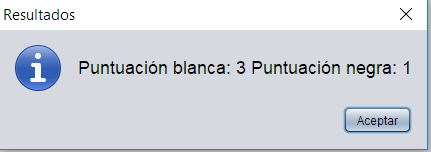 Resultados
Puntuación blanca: 3 Puntuación negra: 1
Aceptar